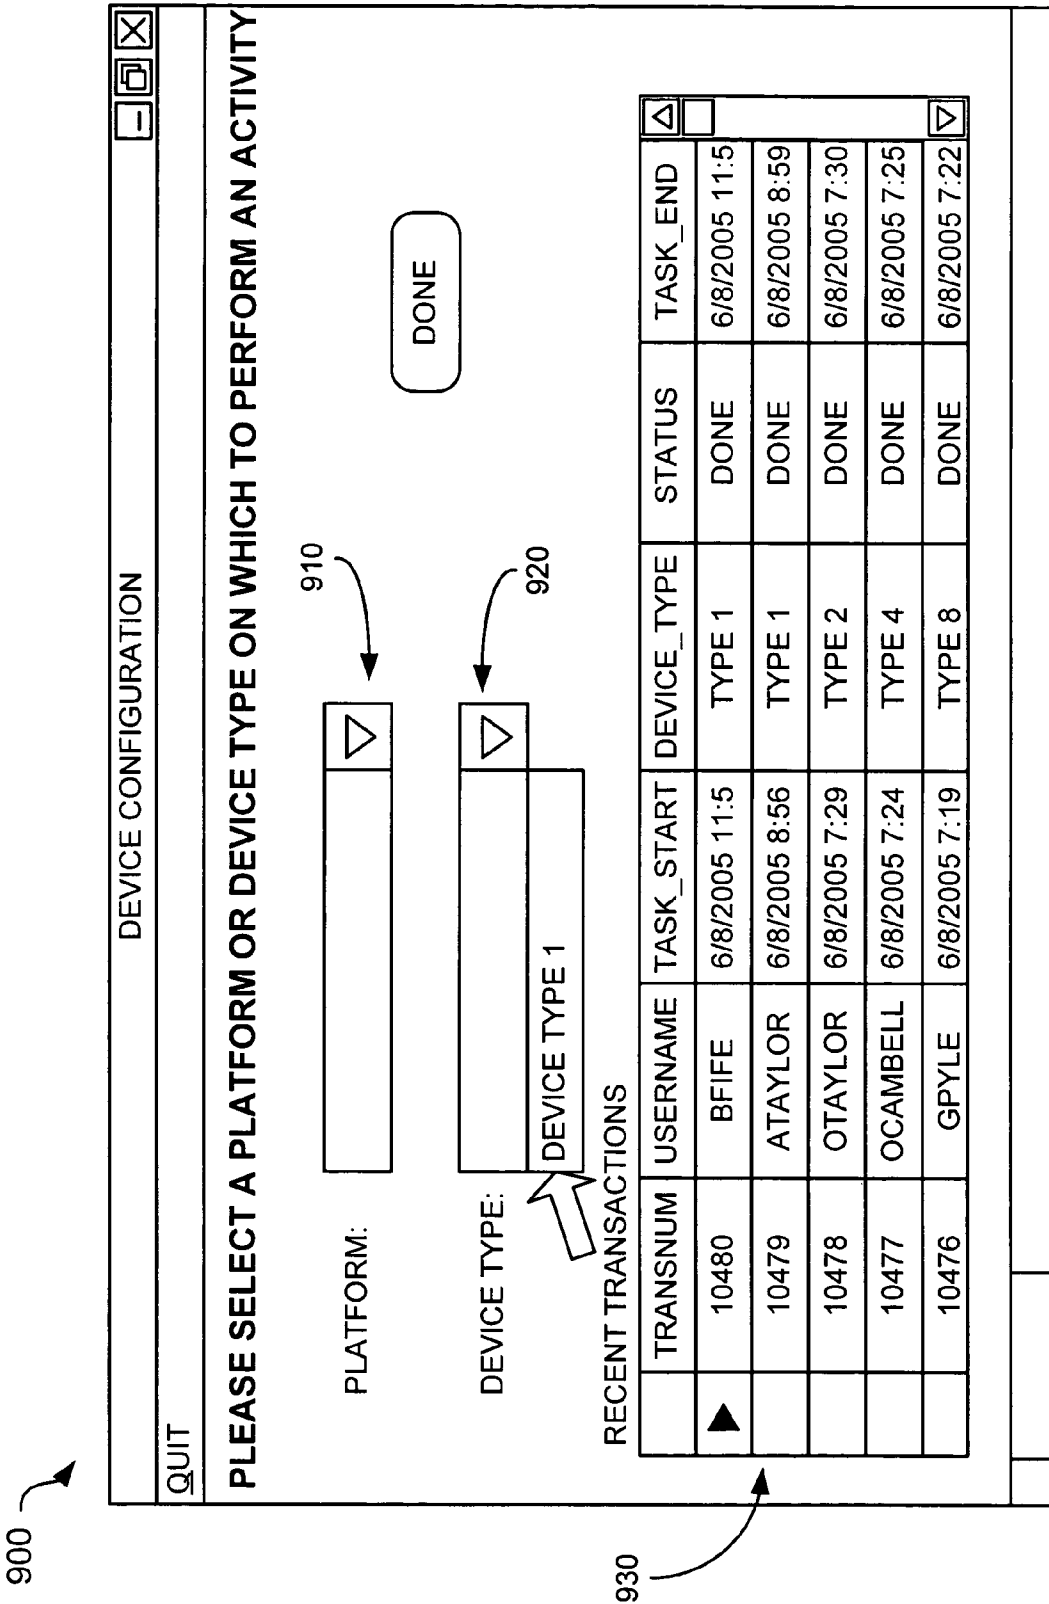 900
DEVICE CONFIGURATION
QUIT
PLEASE SELECT A PLATFORM OR DEVICE TYPE ON WHICH TO PERFORM AN ACTIVITY
910
PLATFORM:
DONE
920
DEVICE TYPE:
DEVICE TYPE 1
RECENT TRANSACTIONS
930
TRANSNUM USERNAME TASK_START DEVICE_TYPE STATUS TASK_END
10480 BFIFE 6/8/2005 11:5 TYPE 1 DONE 6/8/2005 11:5
10479 ATAYLOR 6/8/2005 8:56 TYPE 1 DONE 6/8/2005 8:59
10478 OTAYLOR 6/8/2005 7:29 TYPE 2 DONE 6/8/2005 7:30
10477 OCAMBELL 6/8/2005 7:24 TYPE 4 DONE 6/8/2005 7:25
10476 GPYLE 6/8/2005 7:19 TYPE 8 DONE 6/8/2005 7:22